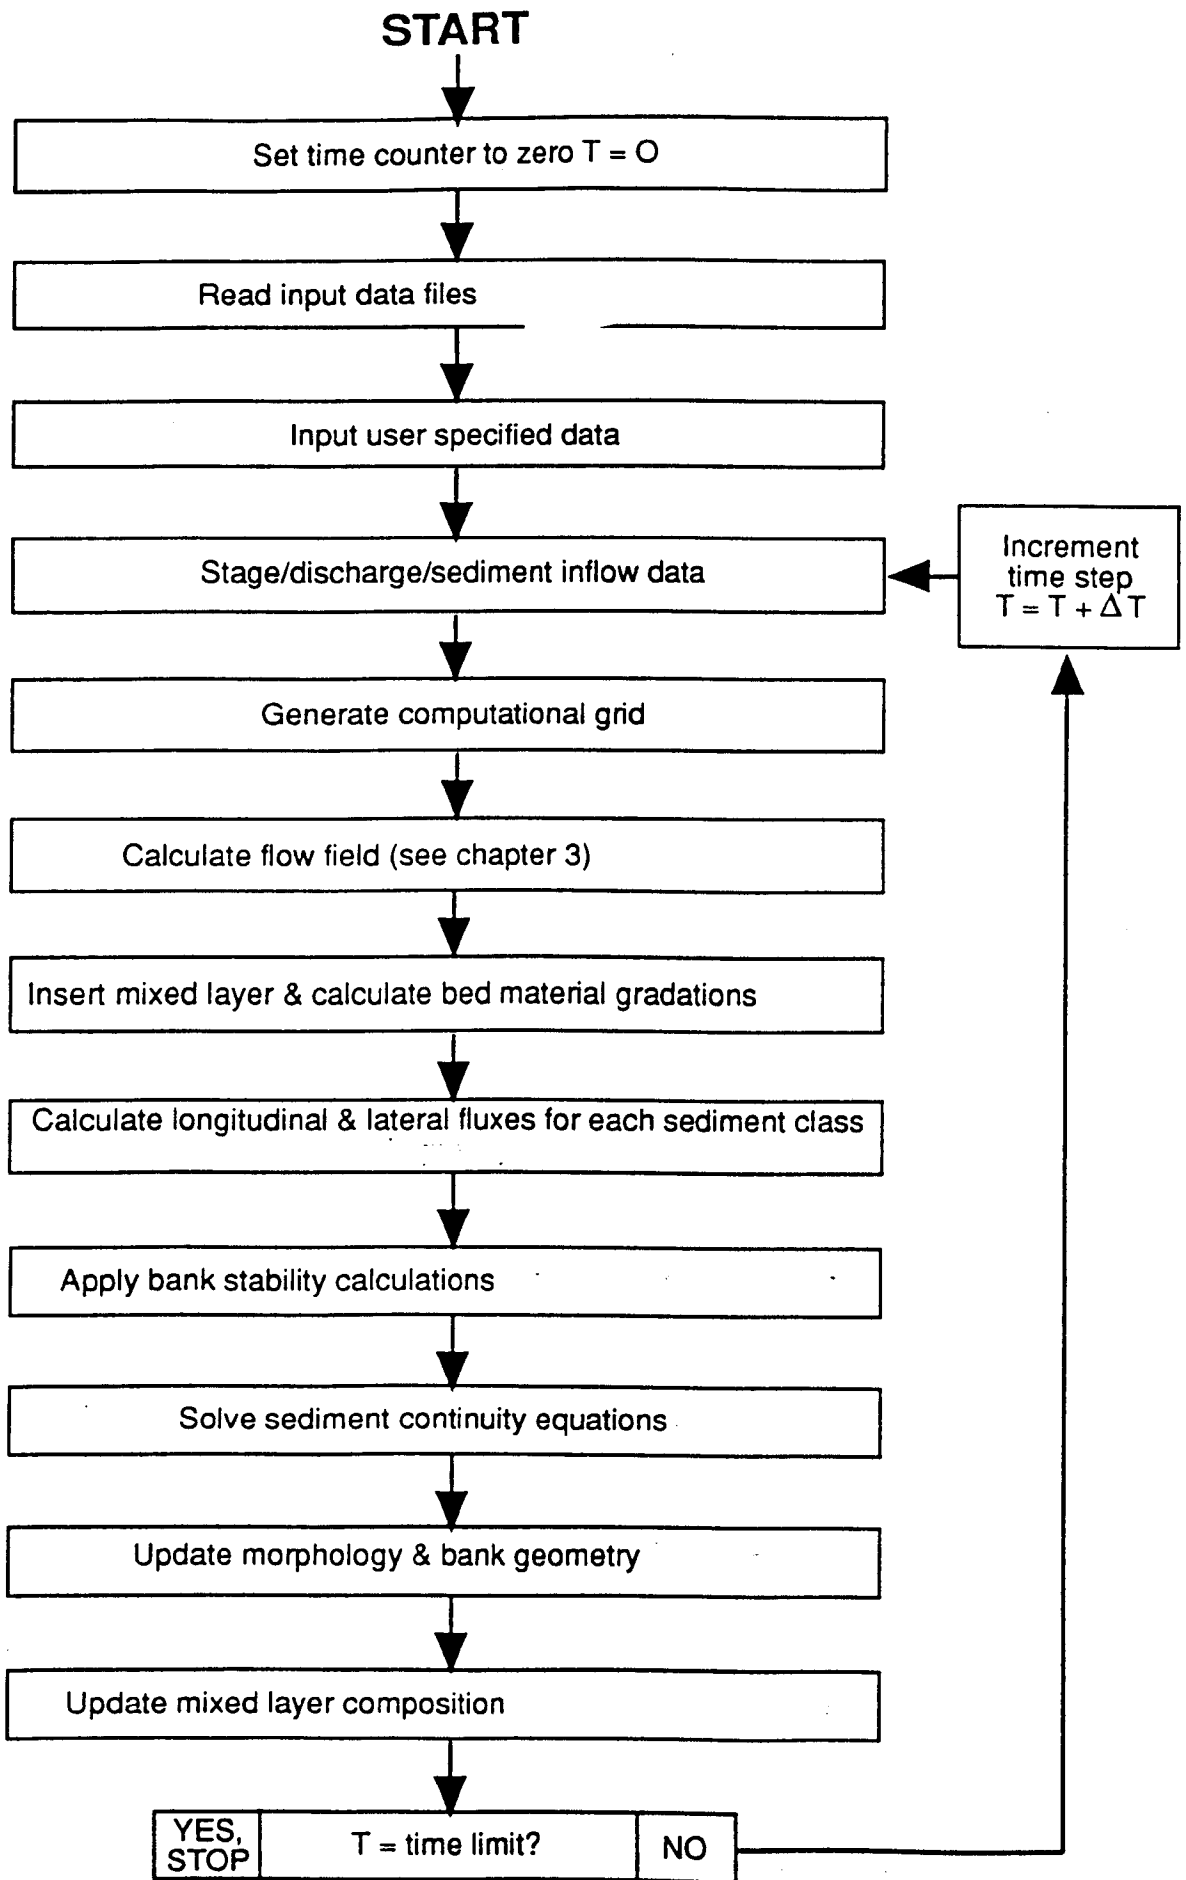 START
Set time counter to zero T = O
Read input data files
Input user specified data
Stage/discharge/sediment inflow data
Increment
time step
T = T + Δ T
Generate computational grid
Calculate flow field (see chapter 3)
Insert mixed layer & calculate bed material gradations
Calculate longitudinal & lateral fluxes for each sediment class
Apply bank stability calculations
Solve sediment continuity equations
Update morphology & bank geometry
Update mixed layer composition
YES,
STOP
T = time limit?
NO